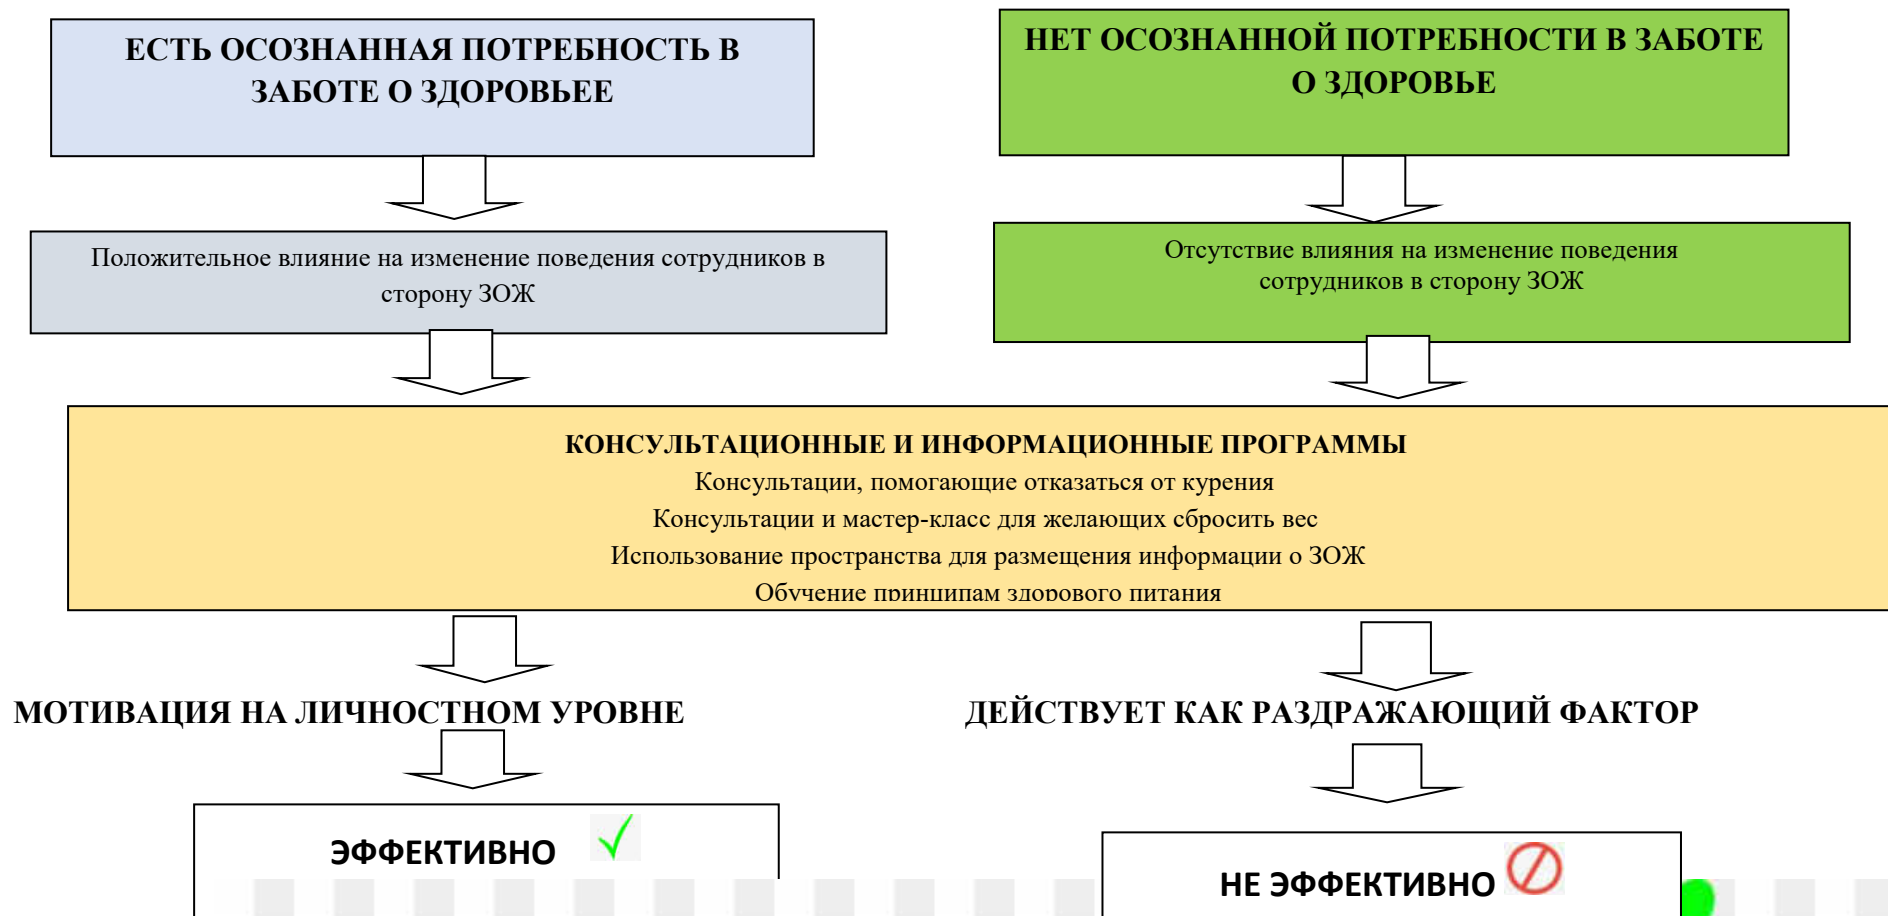 ЕСТЬ ОСОЗНАННАЯ ПОТРЕБНОСТЬ В
ЗАБОТЕ О ЗДОРОВЬЕЕ
НЕТ ОСОЗНАННОЙ ПОТРЕБНОСТИ В ЗАБОТЕ
О ЗДОРОВЬЕ
Положительное влияние на изменение поведения сотрудников в
сторону ЗОЖ
Отсутствие влияния на изменение поведения
сотрудников в сторону ЗОЖ
КОНСУЛЬТАЦИОННЫЕ И ИНФОРМАЦИОННЫЕ ПРОГРАММЫ
Консультации, помогающие отказаться от курения
Консультации и мастер-класс для желающих сбросить вес
Использование пространства для размещения информации о ЗОЖ
Обучение принципам здорового питания
МОТИВАЦИЯ НА ЛИЧНОСТНОМ УРОВНЕ
ДЕЙСТВУЕТ КАК РАЗДРАЖАЮЩИЙ ФАКТОР
ЭФФЕКТИВНО
НЕ ЭФФЕКТИВНО